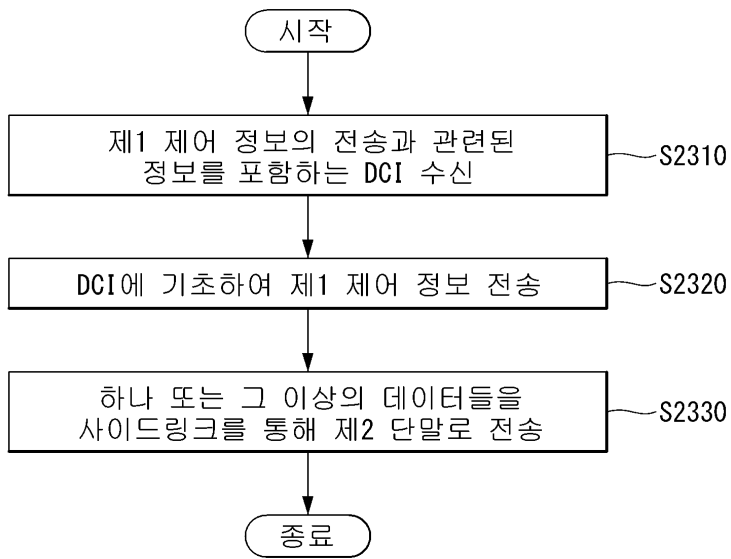 시작
제1 제어 정보의 전송과 관련된
정보를 포함하는 DCI 수신
S2310
DCI에 기초하여 제1 제어 정보 전송
S2320
하나 또는 그 이상의 데이터들을
사이드링크를 통해 제2 단말로 전송
S2330
종료